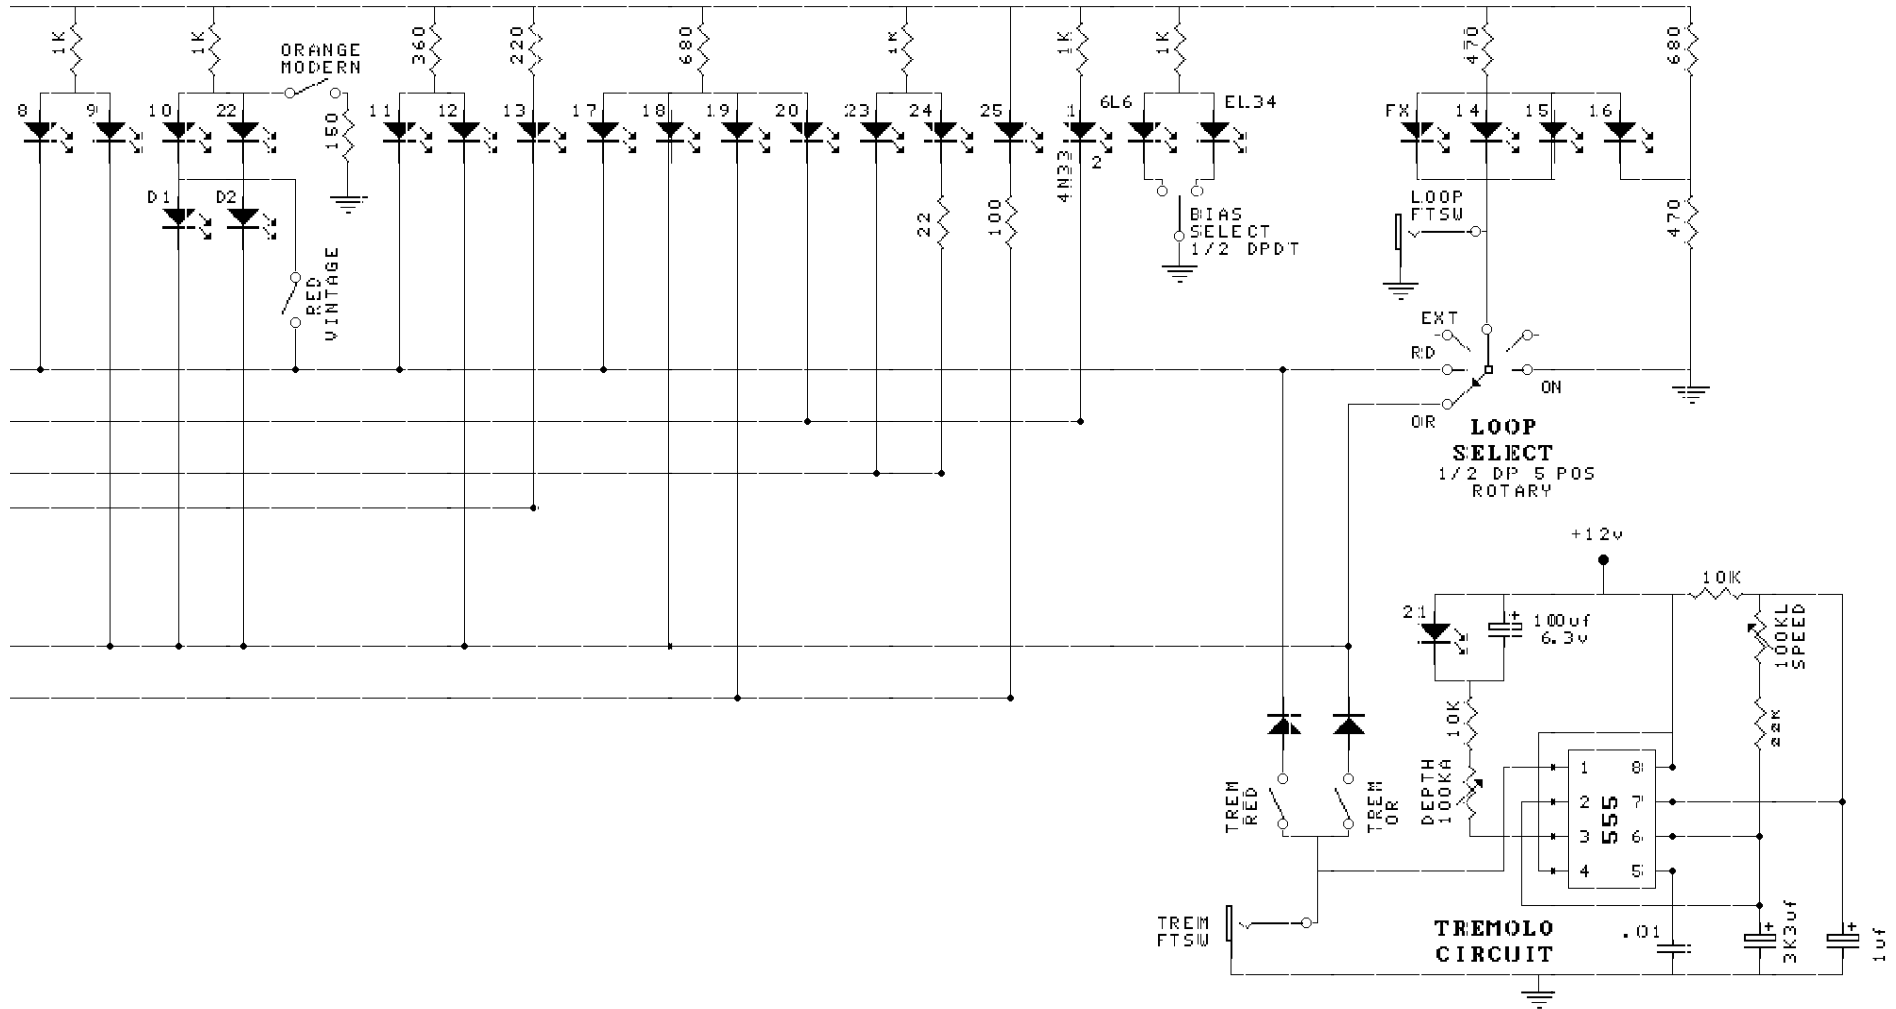 1K
1K
ORANGE
MODERN
360
220
680
1K
1K
1K
470
680
8
9
10
22
150
11
12
13
17
18
19
20
23
24
25
1
2
4N33
6L6
EL34
FX
14
15
16
D1
D2
RED
VINTAGE
22
100
BIAS
SELECT
1/2 DPDT
LOOP
FTSW
470
EXT
RD
OR
ON
LOOP
SELECT
1/2 DP 5 POS
ROTARY
+12v
10K
21
+
100uf
6.3v
100KL
SPEED
10K
22K
DEPTH
100KA
TREM
RED
TREM
OR
1
2
3
4
555
8
7
6
5
TREM
FTSW
TREMOLO
CIRCUIT
.01
+
3K3uf
+
1uf